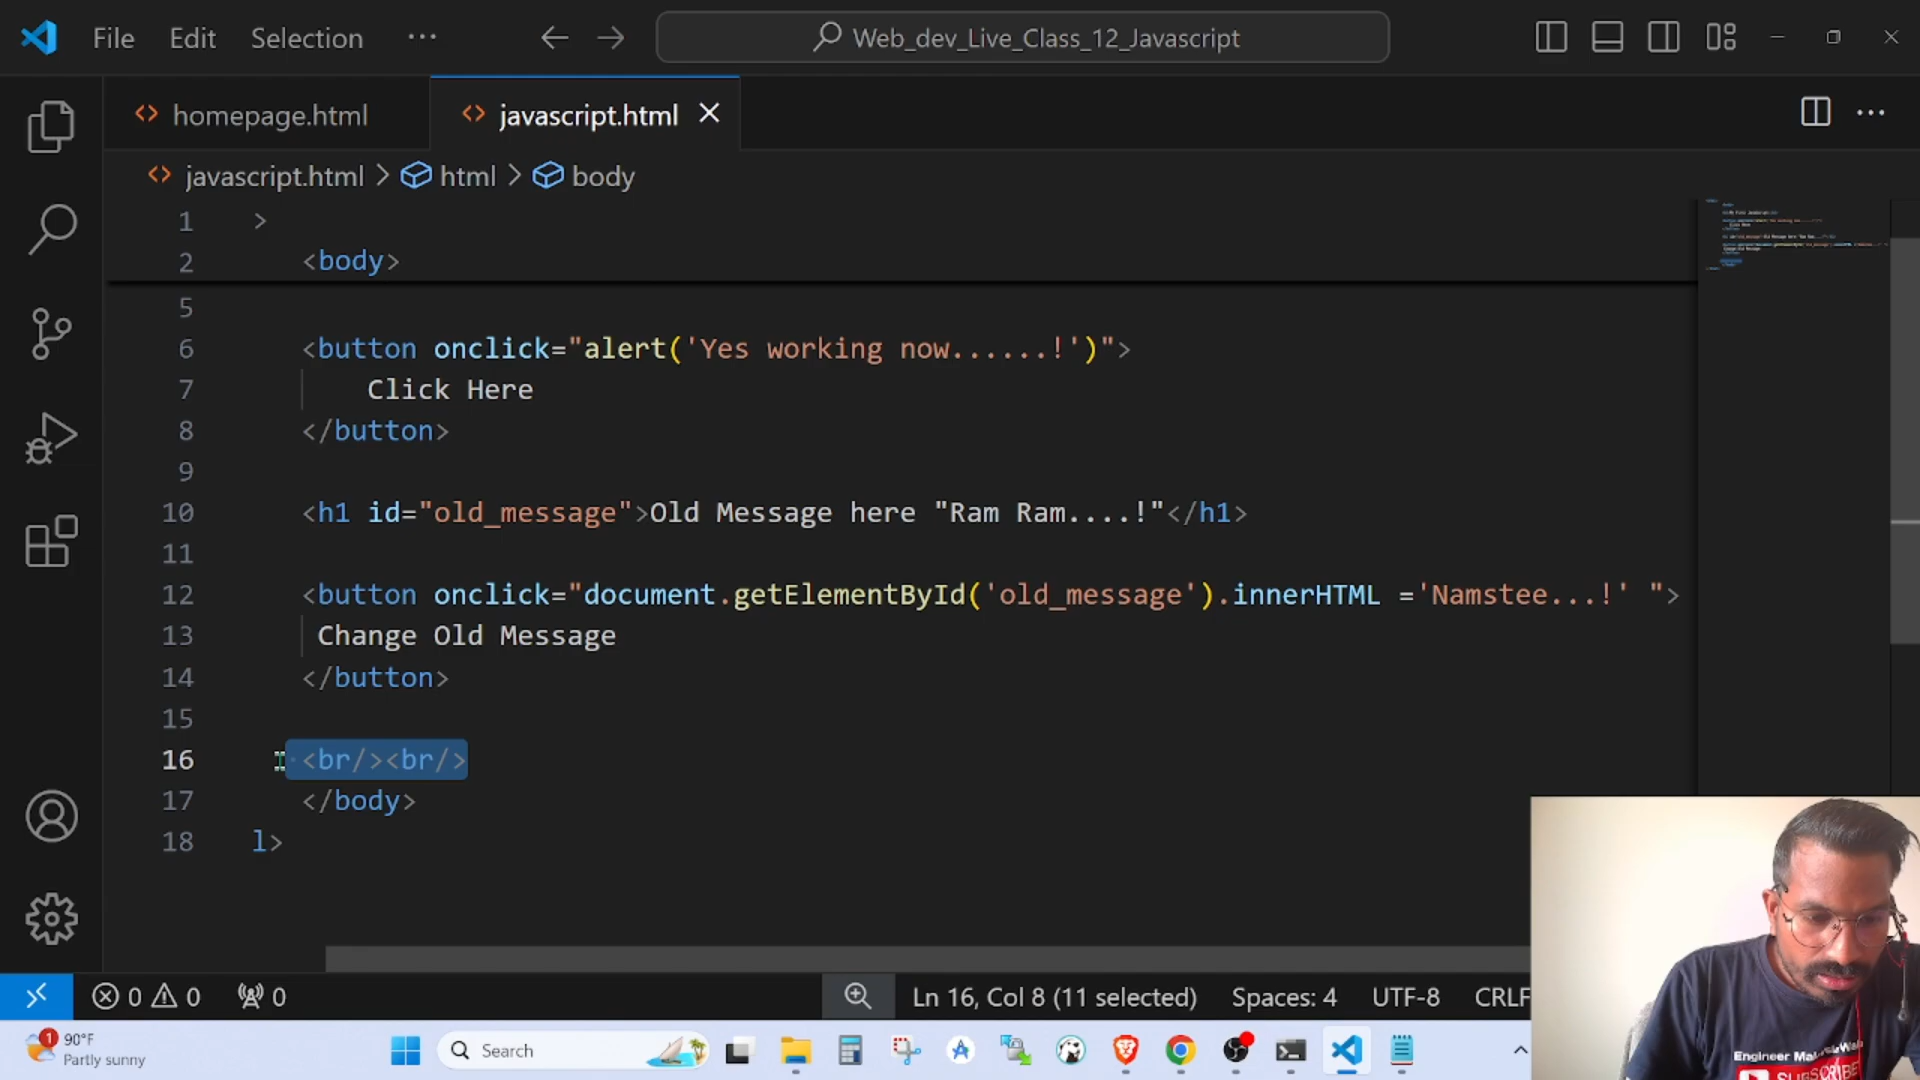 File Edit Selection ··· Web_dev_Live_Class_12_Javascript
homepage.html javascript.html
javascript.html > html > body
1 >
2 <body>
5
6 <button onclick="alert('Yes working now......!')">
7 Click Here
8 </button>
9
10 <h1 id="old_message">Old Message here "Ram Ram....!"</h1>
11
12 <button onclick="document.getElementById('old_message').innerHTML ='Namstee...!' ">
13 Change Old Message
14 </button>
15
16 <br/><br/>
17 </body>
18 l>
0 0 0 Ln 16, Col 8 (11 selected) Spaces: 4 UTF-8 CRLF
1 90°F
Partly sunny
Search
Engineer
SUBSCRIBE